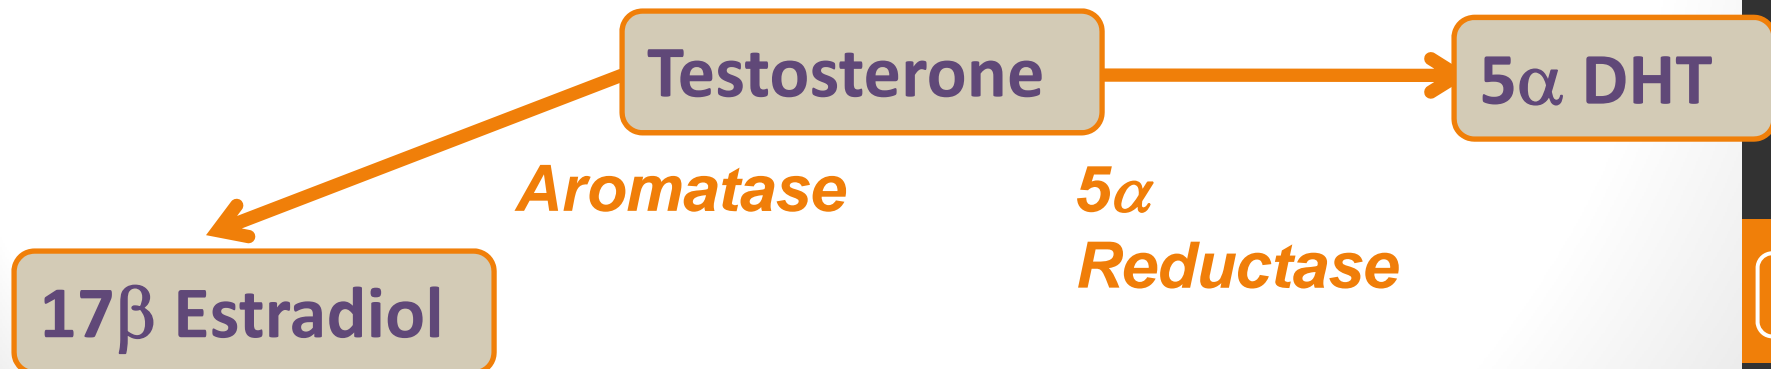 Testosterone
5α DHT
Aromatase
5α
Reductase
17β Estradiol